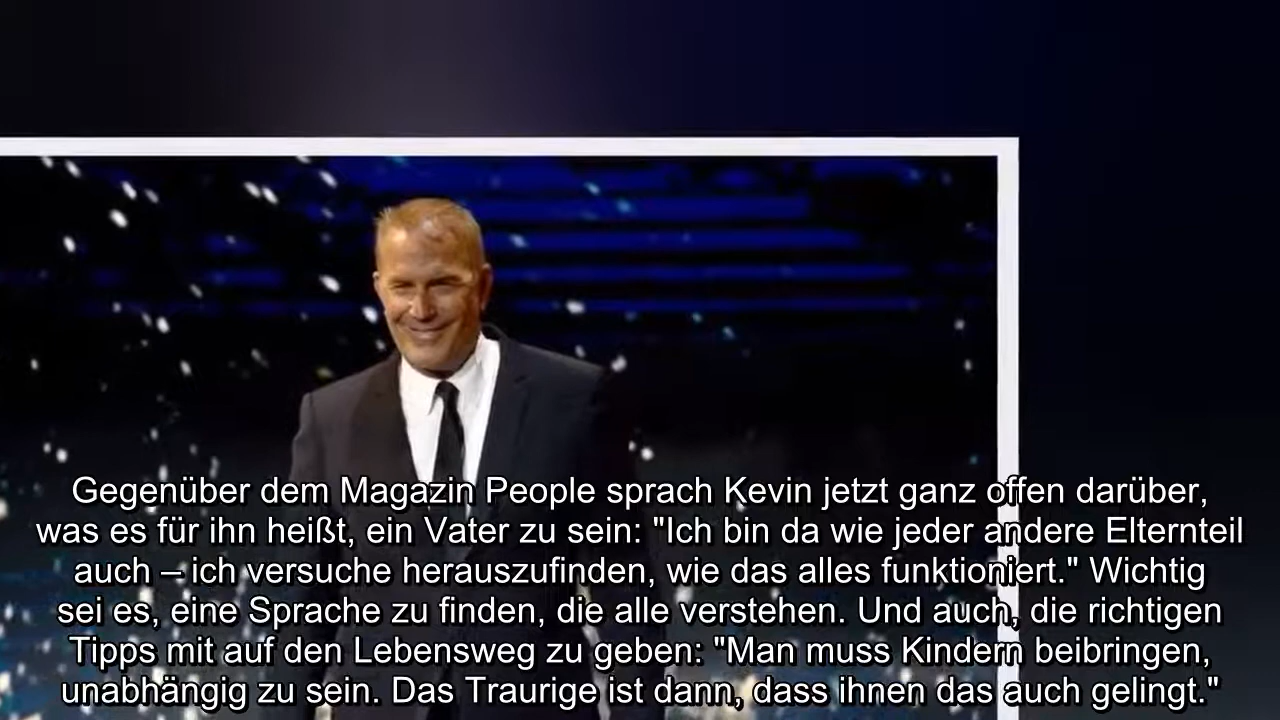 Gegenüber dem Magazin People sprach Kevin jetzt ganz offen darüber,
was es für ihn heißt, ein Vater zu sein: "Ich bin da wie jeder andere Elternteil
auch – ich versuche herauszufinden, wie das alles funktioniert." Wichtig
sei es, eine Sprache zu finden, die alle verstehen. Und auch, die richtigen
Tipps mit auf den Lebensweg zu geben: "Man muss Kindern beibringen,
unabhängig zu sein. Das Traurige ist dann, dass ihnen das auch gelingt."